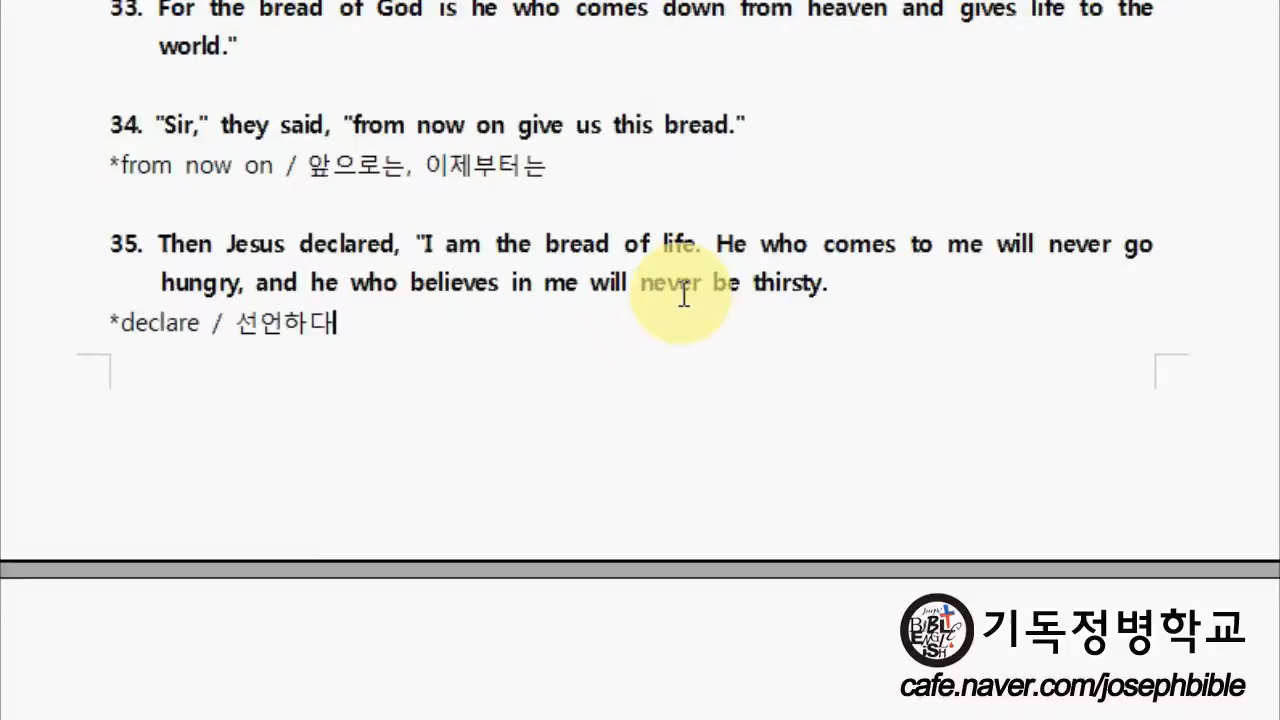 33. For the bread of God is he who comes down from heaven and gives life to the
world."
34. "Sir," they said, "from now on give us this bread."
*from now on / 앞으로는, 이제부터는
35. Then Jesus declared, "I am the bread of life. He who comes to me will never go
hungry, and he who believes in me will never be thirsty.
*declare / 선언하다
Joseph's
BIBLE
ENGLISH
기독정병학교
cafe.naver.com/josephbible